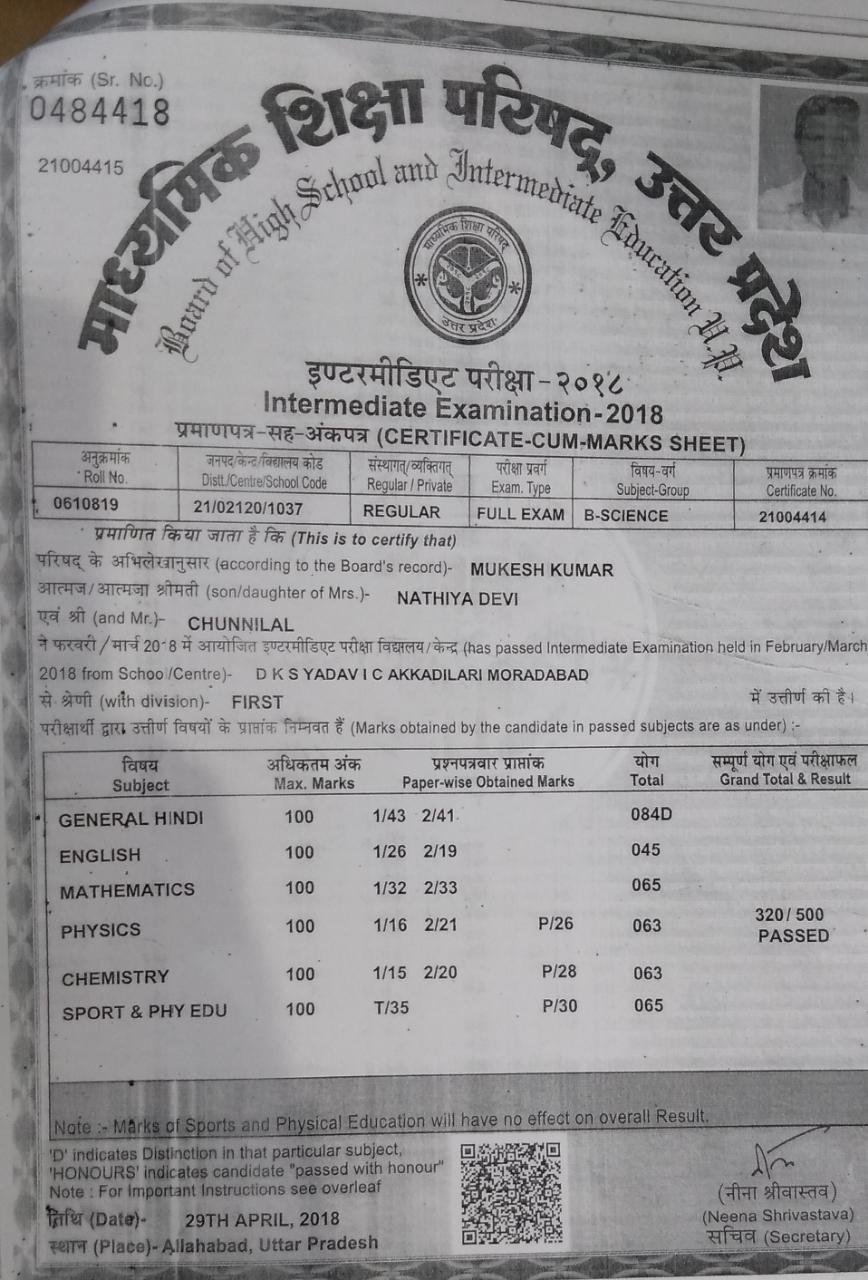 क्रमांक (Sr. No.)
0484418
21004415
माध्यमिक शिक्षा परिषद्, उत्तर प्रदेश
Board of High School and Intermediate Education U.P.
माध्यमिक शिक्षा परिषद्
उत्तर प्रदेश
इण्टरमीडिएट परीक्षा-२०१८
Intermediate Examination-2018
प्रमाणपत्र-सह-अंकपत्र (CERTIFICATE-CUM-MARKS SHEET)
अनुक्रमांक जनपद/केन्द्र/विद्यालय कोड संस्थागत्/व्यक्तिगत् परीक्षा प्रवर्ग विषय-वर्ग प्रमाणपत्र क्रमांक
Roll No. Distt./Centre/School Code Regular / Private Exam. Type Subject-Group Certificate No.
0610819 21/02120/1037 REGULAR FULL EXAM B-SCIENCE 21004414
प्रमाणित किया जाता है कि (This is to certify that)
परिषद् के अभिलेखानुसार (according to the Board's record)- MUKESH KUMAR
आत्मज/आत्मजा श्रीमती (son/daughter of Mrs.)- NATHIYA DEVI
एवं श्री (and Mr.)- CHUNNILAL
ने फरवरी/मार्च 2018 में आयोजित इण्टरमीडिएट परीक्षा विद्यालय/केन्द्र (has passed Intermediate Examination held in February/March
2018 from School/Centre)- D K S YADAV I C AKKADILARI MORADABAD
से श्रेणी (with division)- FIRST में उत्तीर्ण की है।
परीक्षार्थी द्वारा उत्तीर्ण विषयों के प्राप्तांक निम्नवत हैं (Marks obtained by the candidate in passed subjects are as under) :-
विषय अधिकतम अंक प्रश्नपत्रवार प्राप्तांक योग सम्पूर्ण योग एवं परीक्षाफल
Subject Max. Marks Paper-wise Obtained Marks Total Grand Total & Result
GENERAL HINDI 100 1/43 2/41 084D
ENGLISH 100 1/26 2/19 045
MATHEMATICS 100 1/32 2/33 065
PHYSICS 100 1/16 2/21 P/26 063 320/500
PASSED
CHEMISTRY 100 1/15 2/20 P/28 063
SPORT & PHY EDU 100 T/35 P/30 065
Note :- Marks of Sports and Physical Education will have no effect on overall Result.
'D' indicates Distinction in that particular subject,
'HONOURS' indicates candidate "passed with honour"
Note : For Important Instructions see overleaf
तिथि (Date)- 29TH APRIL, 2018
स्थान (Place)- Allahabad, Uttar Pradesh
(नीना श्रीवास्तव)
(Neena Shrivastava)
सचिव (Secretary)